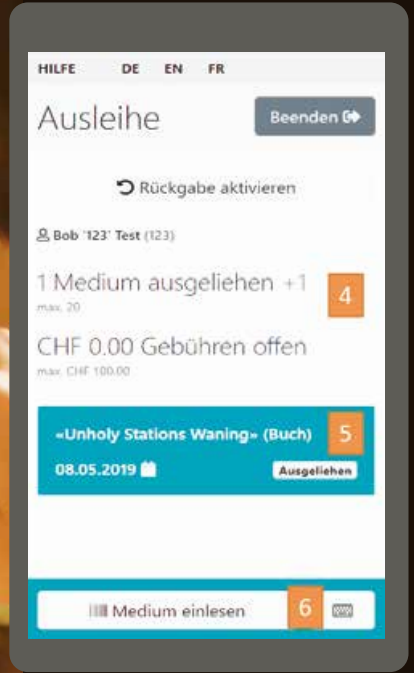 HILFE DE EN FR
Ausleihe Beenden
Rückgabe aktivieren
Bob '123' Test (123)
1 Medium ausgeliehen +1 4
max. 20
CHF 0.00 Gebühren offen
max. CHF 100.00
«Unholy Stations Waning» (Buch) 5
08.05.2019 Ausgeliehen
Medium einlesen 6